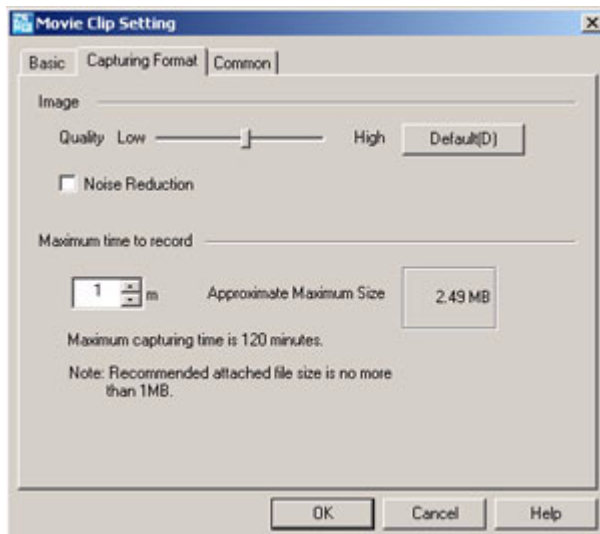 Movie Clip Setting
Basic Capturing Format Common
Image
Quality Low High Default(D)
Noise Reduction
Maximum time to record
1 m Approximate Maximum Size 2.49 MB
Maximum capturing time is 120 minutes.
Note: Recommended attached file size is no more
than 1MB.
OK Cancel Help